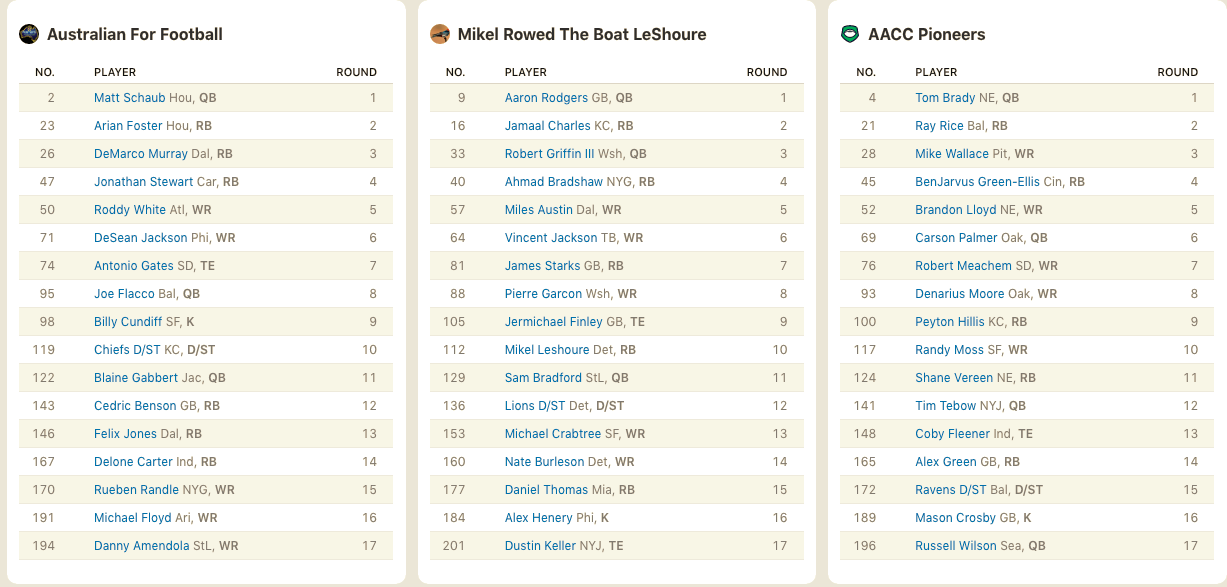 Australian For Football
NO. PLAYER ROUND
2 Matt Schaub Hou, QB 1
23 Arian Foster Hou, RB 2
26 DeMarco Murray Dal, RB 3
47 Jonathan Stewart Car, RB 4
50 Roddy White Atl, WR 5
71 DeSean Jackson Phi, WR 6
74 Antonio Gates SD, TE 7
95 Joe Flacco Bal, QB 8
98 Billy Cundiff SF, K 9
119 Chiefs D/ST KC, D/ST 10
122 Blaine Gabbert Jac, QB 11
143 Cedric Benson GB, RB 12
146 Felix Jones Dal, RB 13
167 Delone Carter Ind, RB 14
170 Rueben Randle NYG, WR 15
191 Michael Floyd Ari, WR 16
194 Danny Amendola StL, WR 17
Mikel Rowed The Boat LeShoure
NO. PLAYER ROUND
9 Aaron Rodgers GB, QB 1
16 Jamaal Charles KC, RB 2
33 Robert Griffin III Wsh, QB 3
40 Ahmad Bradshaw NYG, RB 4
57 Miles Austin Dal, WR 5
64 Vincent Jackson TB, WR 6
81 James Starks GB, RB 7
88 Pierre Garcon Wsh, WR 8
105 Jermichael Finley GB, TE 9
112 Mikel Leshoure Det, RB 10
129 Sam Bradford StL, QB 11
136 Lions D/ST Det, D/ST 12
153 Michael Crabtree SF, WR 13
160 Nate Burleson Det, WR 14
177 Daniel Thomas Mia, RB 15
184 Alex Henery Phi, K 16
201 Dustin Keller NYJ, TE 17
AACC Pioneers
NO. PLAYER ROUND
4 Tom Brady NE, QB 1
21 Ray Rice Bal, RB 2
28 Mike Wallace Pit, WR 3
45 BenJarvus Green-Ellis Cin, RB 4
52 Brandon Lloyd NE, WR 5
69 Carson Palmer Oak, QB 6
76 Robert Meachem SD, WR 7
93 Denarius Moore Oak, WR 8
100 Peyton Hillis KC, RB 9
117 Randy Moss SF, WR 10
124 Shane Vereen NE, RB 11
141 Tim Tebow NYJ, QB 12
148 Coby Fleener Ind, TE 13
165 Alex Green GB, RB 14
172 Ravens D/ST Bal, D/ST 15
189 Mason Crosby GB, K 16
196 Russell Wilson Sea, QB 17